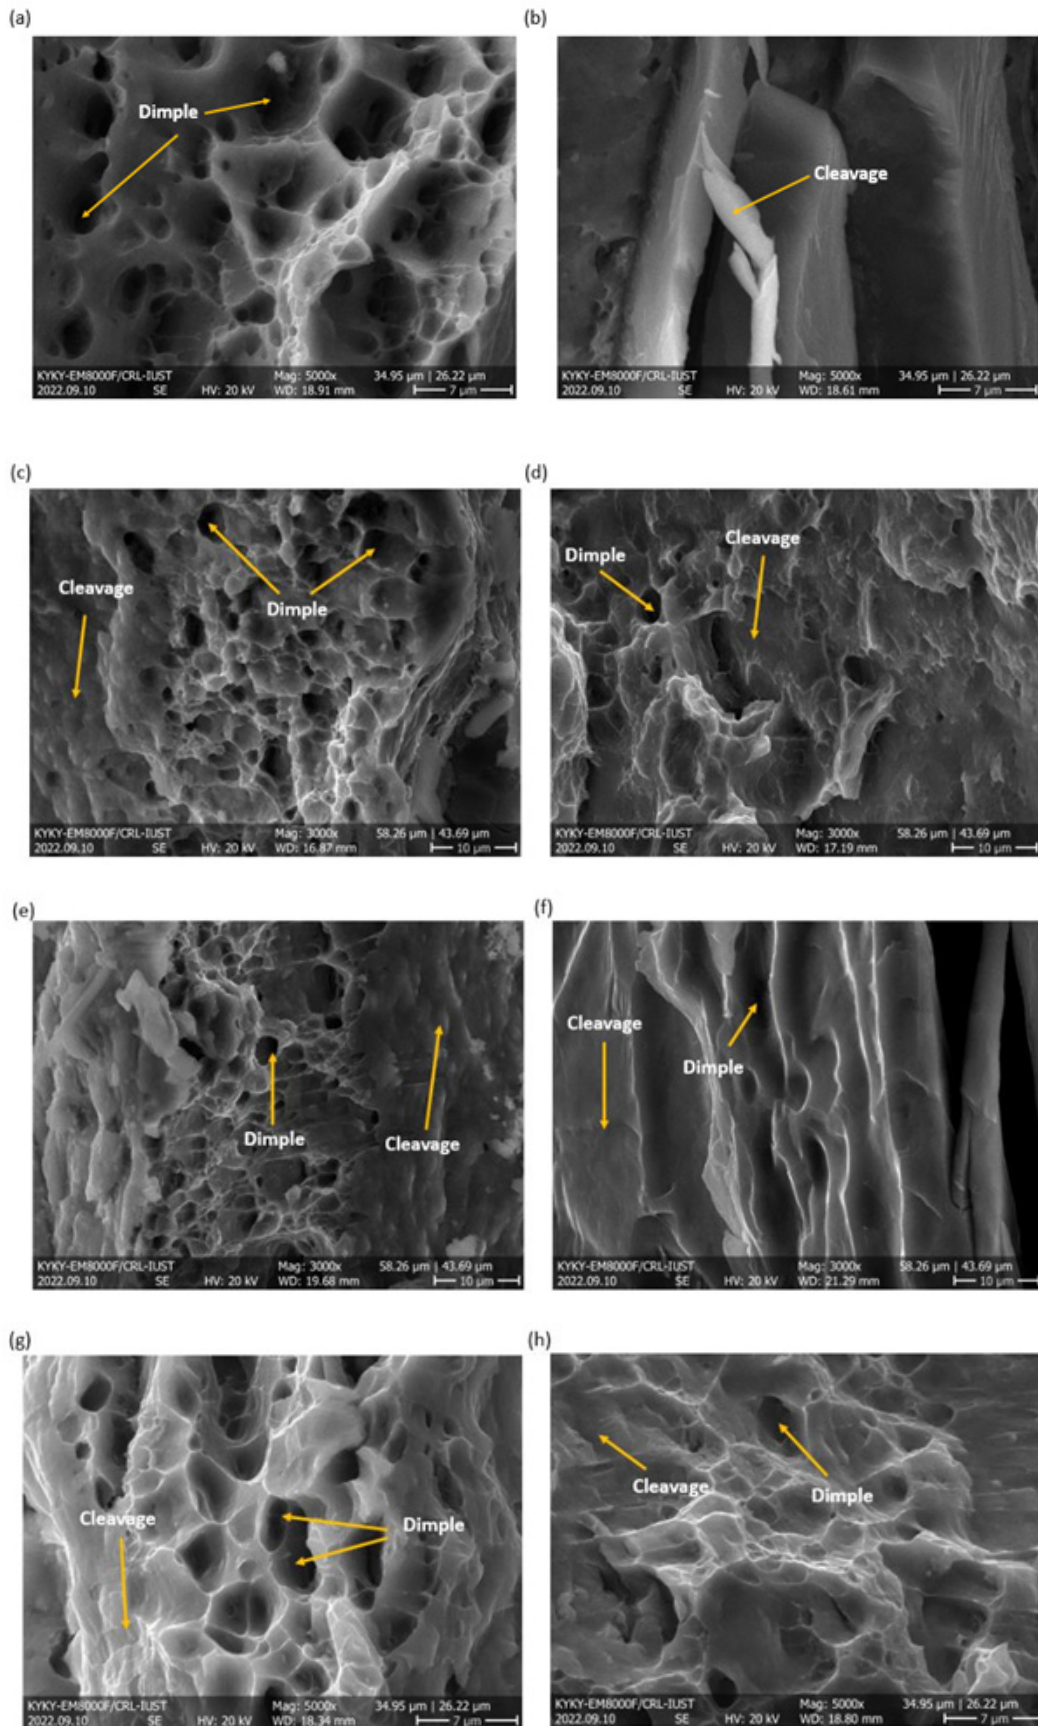 (a)
Dimple
KYKY-EM8000F/CRL-IUST Mag: 5000x 34.95 µm | 26.22 µm
2022.09.10 SE HV: 20 kV WD: 18.91 mm 7 µm
(b)
Cleavage
KYKY-EM8000F/CRL-IUST Mag: 5000x 34.95 µm | 26.22 µm
2022.09.10 SE HV: 20 kV WD: 18.61 mm 7 µm
(c)
Cleavage
Dimple
KYKY-EM8000F/CRL-IUST Mag: 3000x 58.26 µm | 43.69 µm
2022.09.10 SE HV: 20 kV WD: 16.87 mm 10 µm
(d)
Cleavage
Dimple
KYKY-EM8000F/CRL-IUST Mag: 3000x 58.26 µm | 43.69 µm
2022.09.10 SE HV: 20 kV WD: 17.19 mm 10 µm
(e)
Dimple
Cleavage
KYKY-EM8000F/CRL-IUST Mag: 3000x 58.26 µm | 43.69 µm
2022.09.10 SE HV: 20 kV WD: 19.68 mm 10 µm
(f)
Cleavage
Dimple
KYKY-EM8000F/CRL-IUST Mag: 3000x 58.26 µm | 43.69 µm
2022.09.10 SE HV: 20 kV WD: 21.29 mm 10 µm
(g)
Cleavage
Dimple
KYKY-EM8000F/CRL-IUST Mag: 5000x 34.95 µm | 26.22 µm
2022.09.10 SE HV: 20 kV WD: 18.34 mm 7 µm
(h)
Cleavage
Dimple
KYKY-EM8000F/CRL-IUST Mag: 5000x 34.95 µm | 26.22 µm
2022.09.10 SE HV: 20 kV WD: 18.80 mm 7 µm